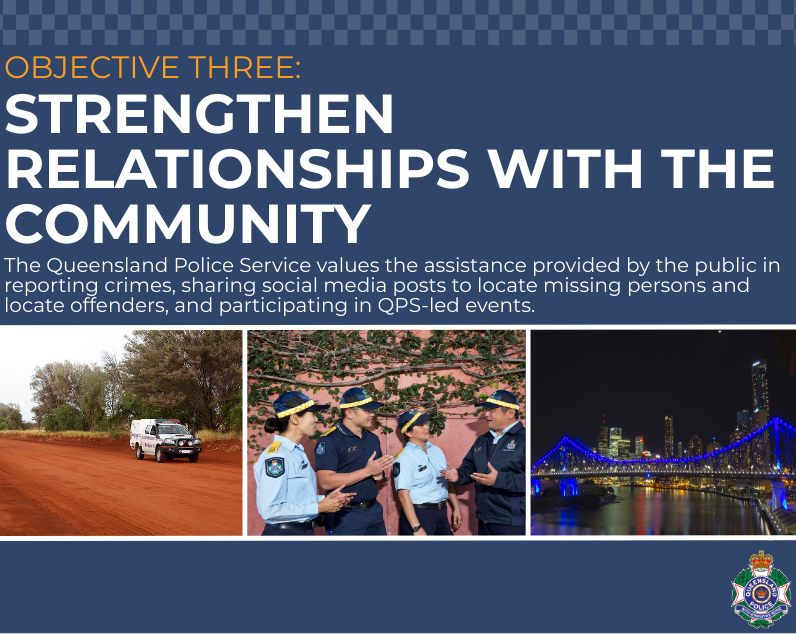 OBJECTIVE THREE:
STRENGTHEN
RELATIONSHIPS WITH THE
COMMUNITY
The Queensland Police Service values the assistance provided by the public in
reporting crimes, sharing social media posts to locate missing persons and
locate offenders, and participating in QPS-led events.
QUEENSLAND
POLICE